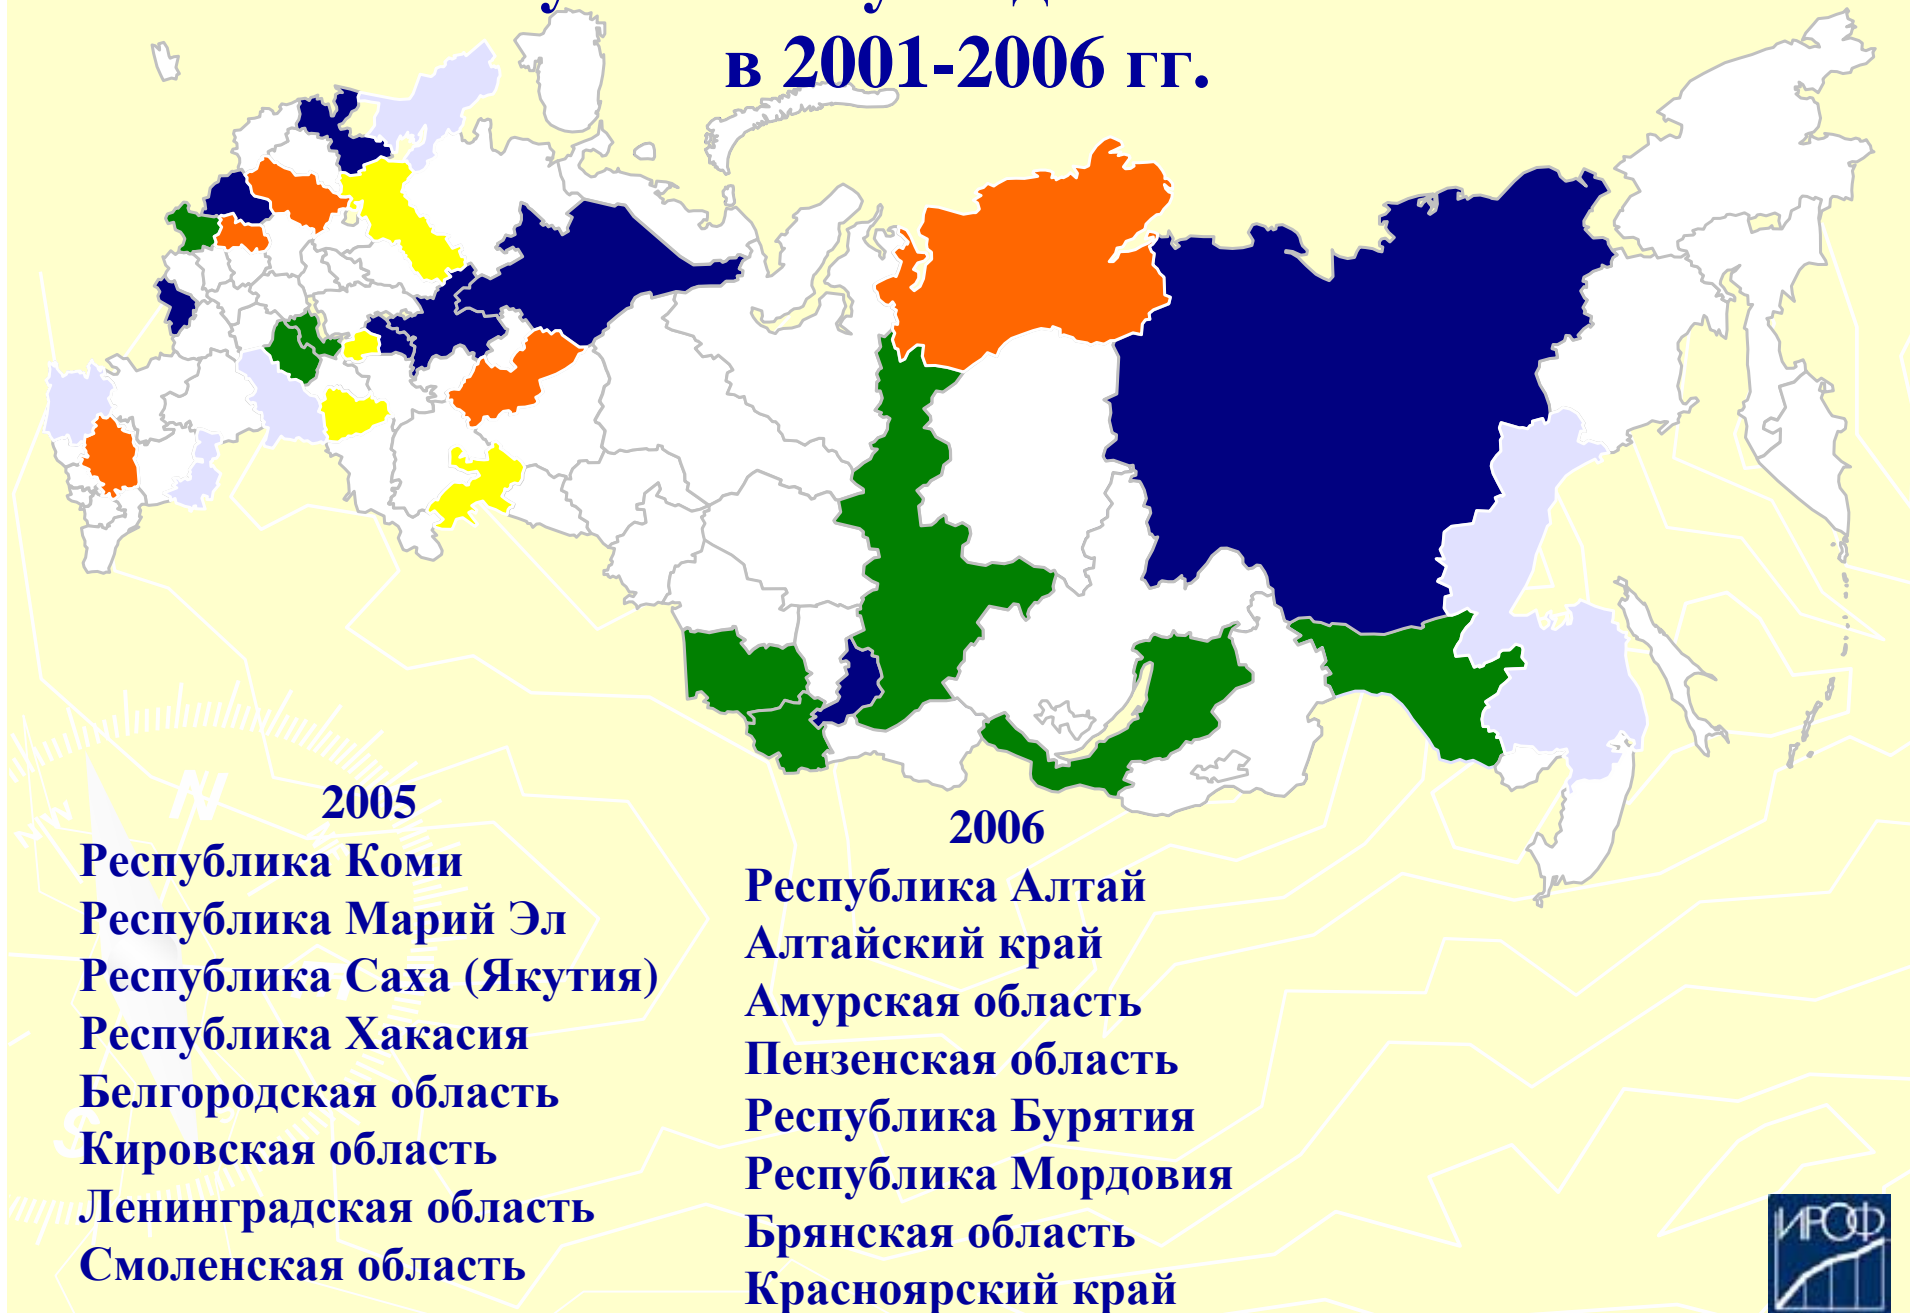 в 2001-2006 гг.
2005
Республика Коми
Республика Марий Эл
Республика Саха (Якутия)
Республика Хакасия
Белгородская область
Кировская область
Ленинградская область
Смоленская область
2006
Республика Алтай
Алтайский край
Амурская область
Пензенская область
Республика Бурятия
Республика Мордовия
Брянская область
Красноярский край
N
NW
S
ИРОФ